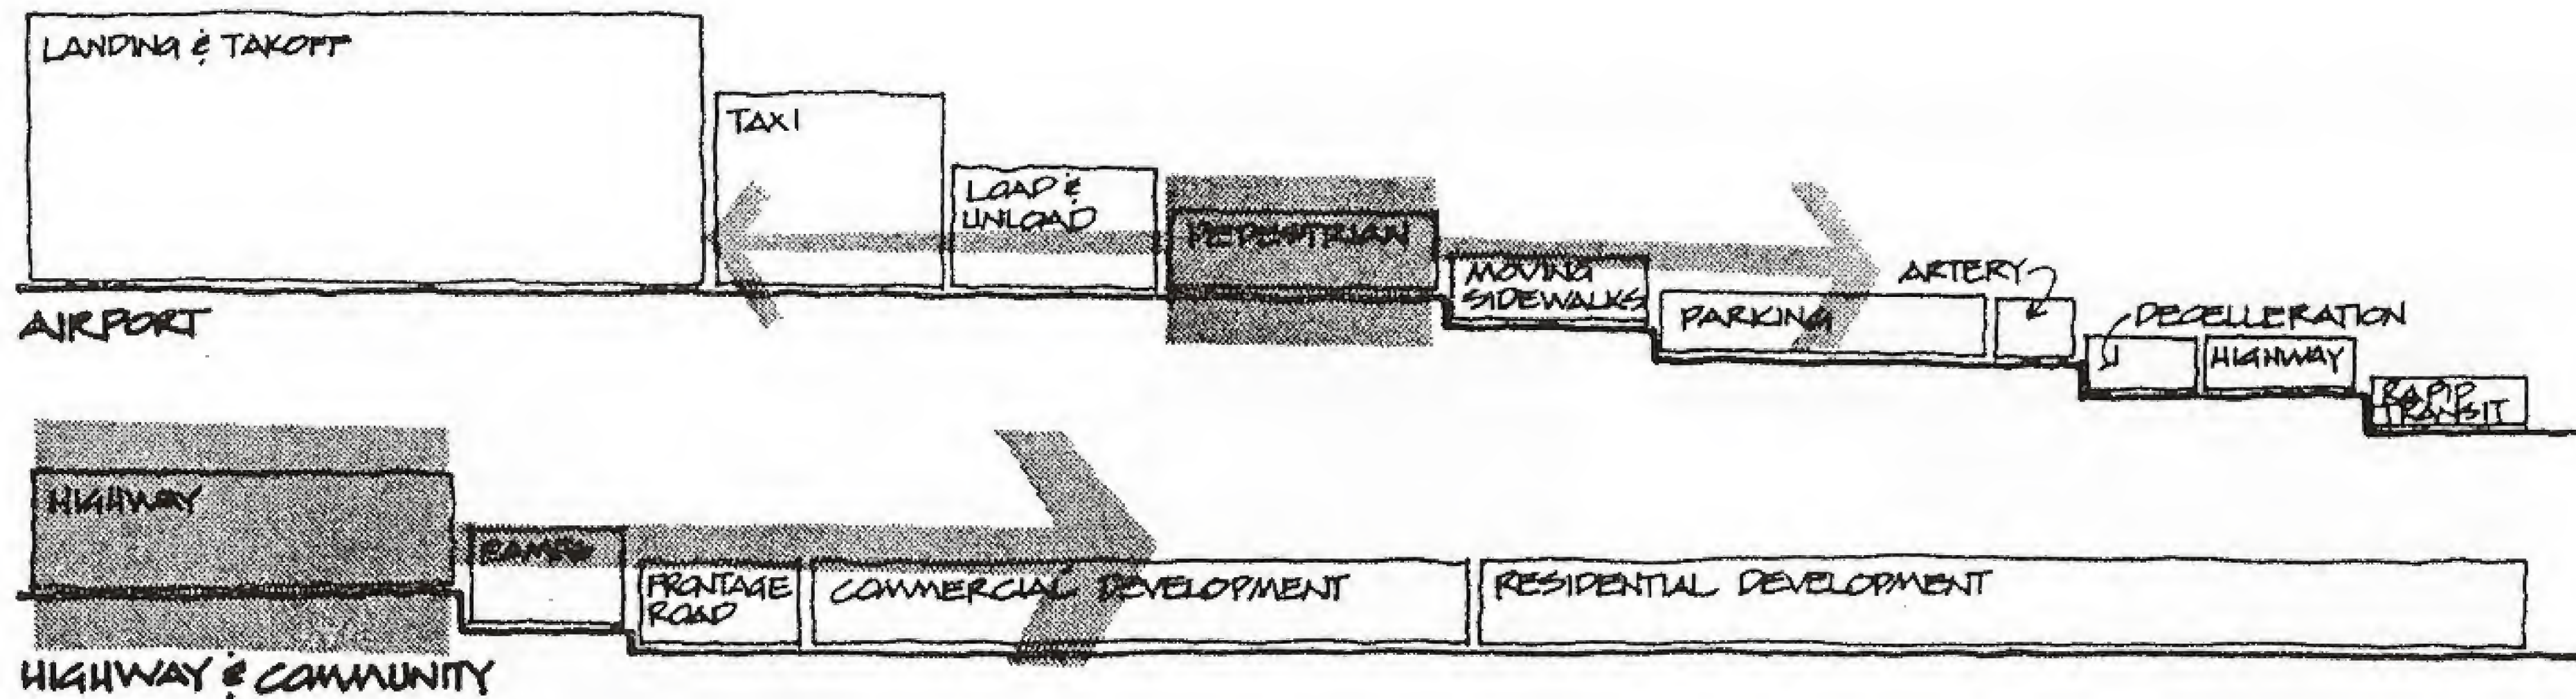 LANDING & TAKOFF
TAXI
LOAD &
UNLOAD
PEDESTRIAN
MOVING
SIDEWALKS
PARKING
ARTERY
DECELLERATION
HIGHWAY
RAPID
TRANSIT
AIRPORT
HIGHWAY
RAMPS
FRONTAGE
ROAD
COMMERCIAL DEVELOPMENT
RESIDENTIAL DEVELOPMENT
HIGHWAY & COMMUNITY